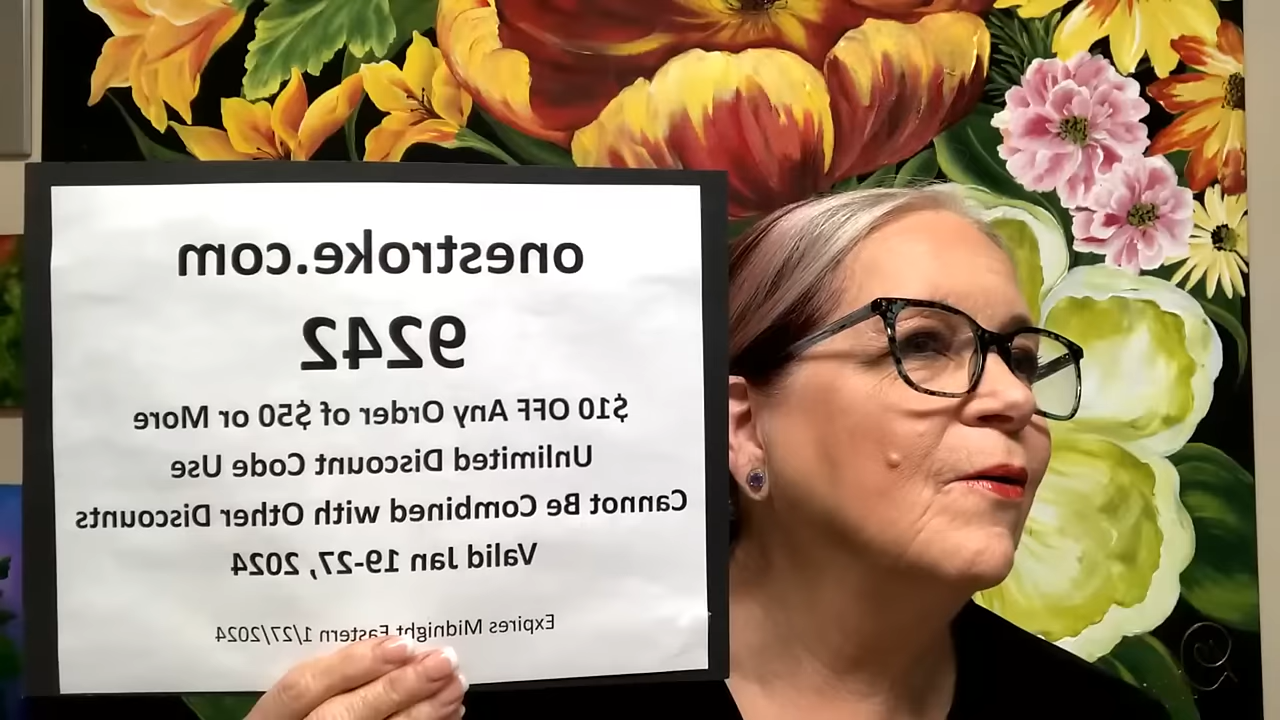 onestroke.com
9242
$10 OFF Any Order of $50 or More
Unlimited Discount Code Use
Cannot Be Combined with Other Discounts
Valid Jan 19-27, 2024
Expires Midnight Eastern 1/27/2024